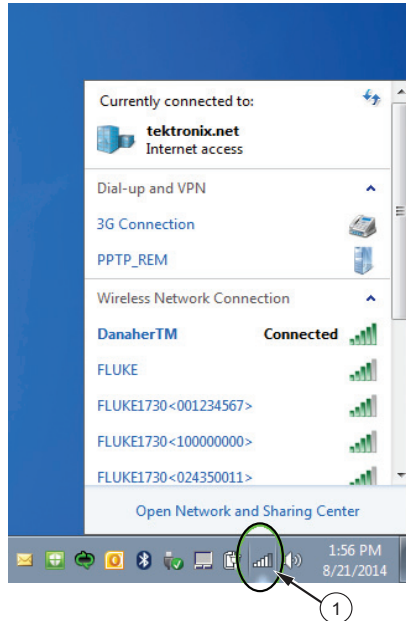 Currently connected to:
tektronix.net
Internet access
Dial-up and VPN
3G Connection
PPTP_REM
Wireless Network Connection
DanaherTM Connected
FLUKE
FLUKE1730<001234567>
FLUKE1730<100000000>
FLUKE1730<024350011>
Open Network and Sharing Center
1:56 PM
8/21/2014
1